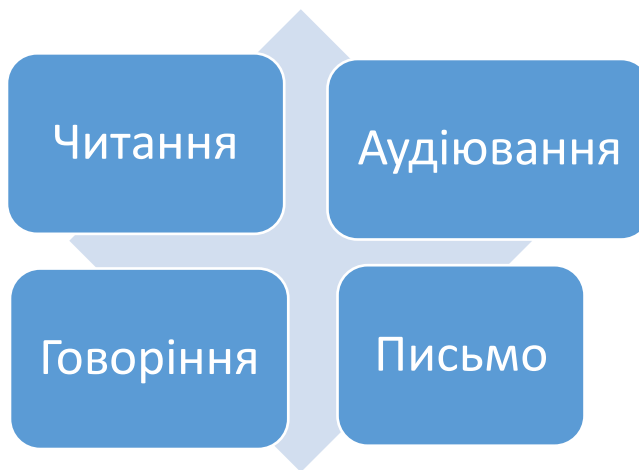 Читання
Аудіювання
Говоріння
Письмо